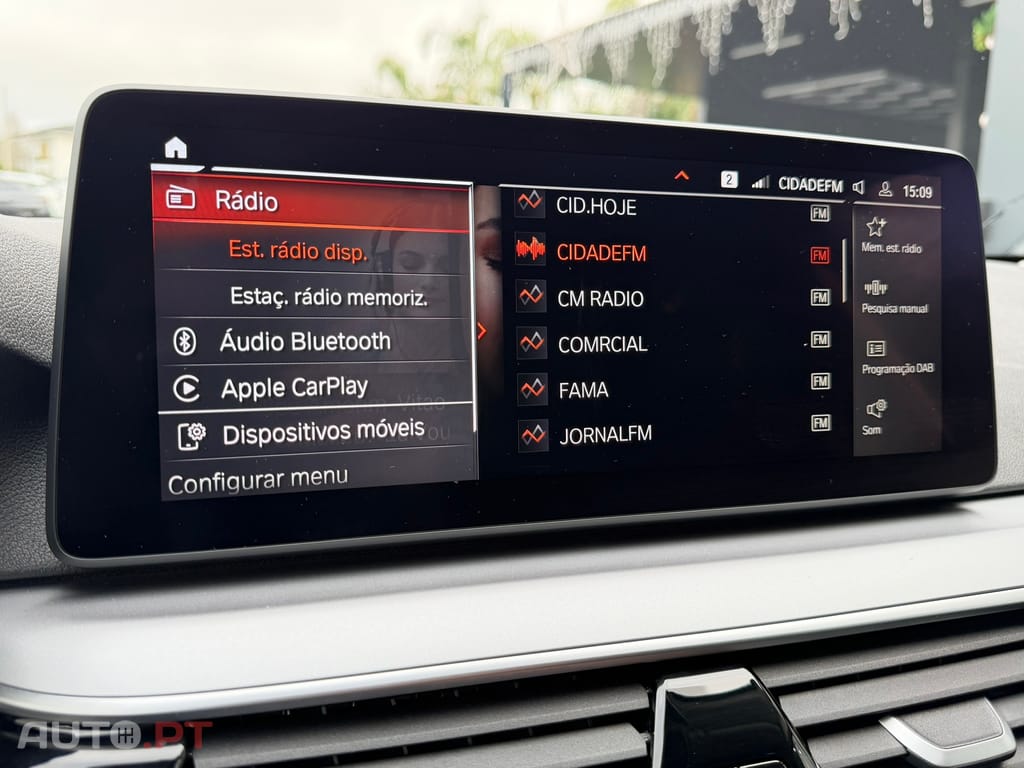 2 CIDADEFM 15:09
Rádio
Est. rádio disp.
Estaç. rádio memoriz.
Áudio Bluetooth
Apple CarPlay
Dispositivos móveis
Configurar menu
CID.HOJE FM
CIDADEFM FM
CM RADIO FM
COMRCIAL FM
FAMA FM
JORNALFM FM
Mem. est. rádio
Pesquisa manual
Programação DAB
Som
AUTO.PT